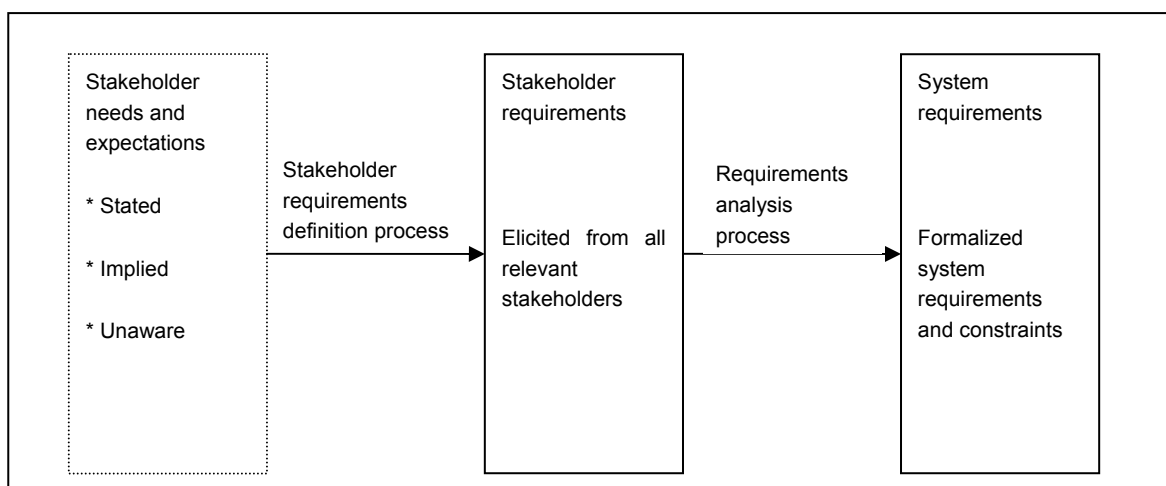 Stakeholder
needs and
expectations
* Stated
* Implied
* Unaware
Stakeholder
requirements
definition process
Stakeholder
requirements
Elicited from all
relevant
stakeholders
Requirements
analysis
process
System
requirements
Formalized
system
requirements
and constraints